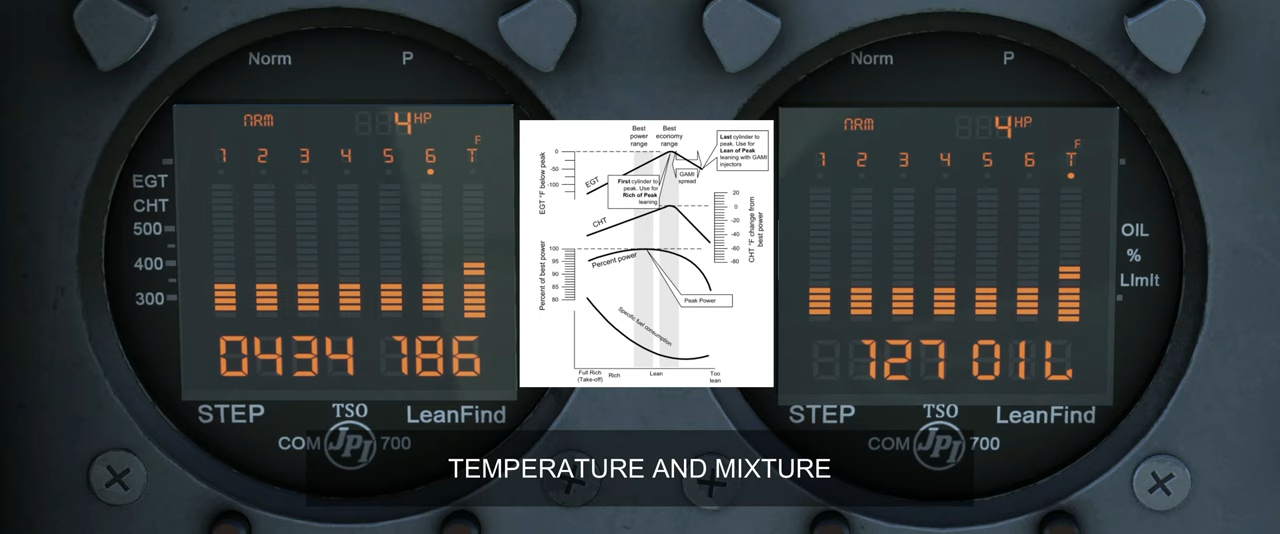 Norm P
NRM 4 HP
F
1 2 3 4 5 6 T
EGT
CHT
500
400
300
0434 786
STEP TSO LeanFind
COM JPI 700
Best power range
Best economy range
Last cylinder to peak. Use for Lean of Peak leaning with GAMI injectors
EGT °F below peak
0
-50
-100
EGT
GAMI spread
First cylinder to peak. Use for Rich of Peak leaning
CHT
20
0
-20
-40
-60
-80
CHT °F change from best power
Percent of best power
100
95
90
85
80
Percent power
Peak Power
Specific fuel consumption
Full Rich (Take-off) Rich Lean Too lean
Norm P
NRM 4 HP
F
1 2 3 4 5 6 T
OIL
%
LImIt
127 OIL
STEP TSO LeanFind
COM JPI 700
TEMPERATURE AND MIXTURE